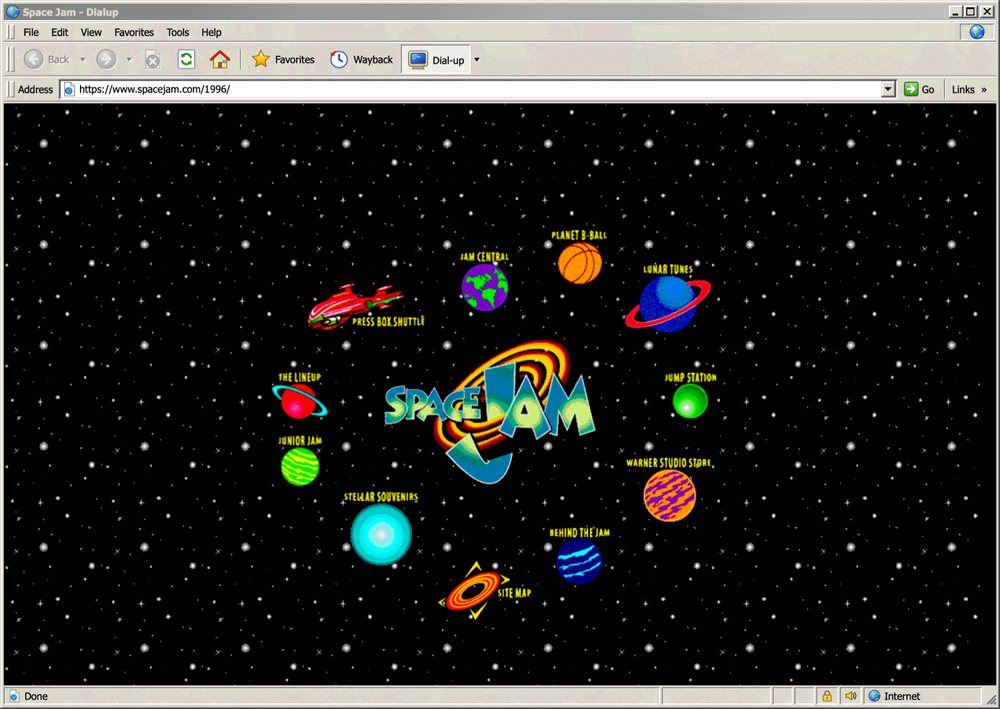 Space Jam - Dialup
File Edit View Favorites Tools Help
Back Favorites Wayback Dial-up
Address https://www.spacejam.com/1996/ Go Links »
PLANET B-BALL
JAM CENTRAL
LUNAR TUNES
PRESS BOX SHUTTLE
THE LINEUP
JUMP STATION
SPACE JAM
JUNIOR JAM
WARNER STUDIO STORE
STELLAR SOUVENIRS
BEHIND THE JAM
SITE MAP
Done Internet